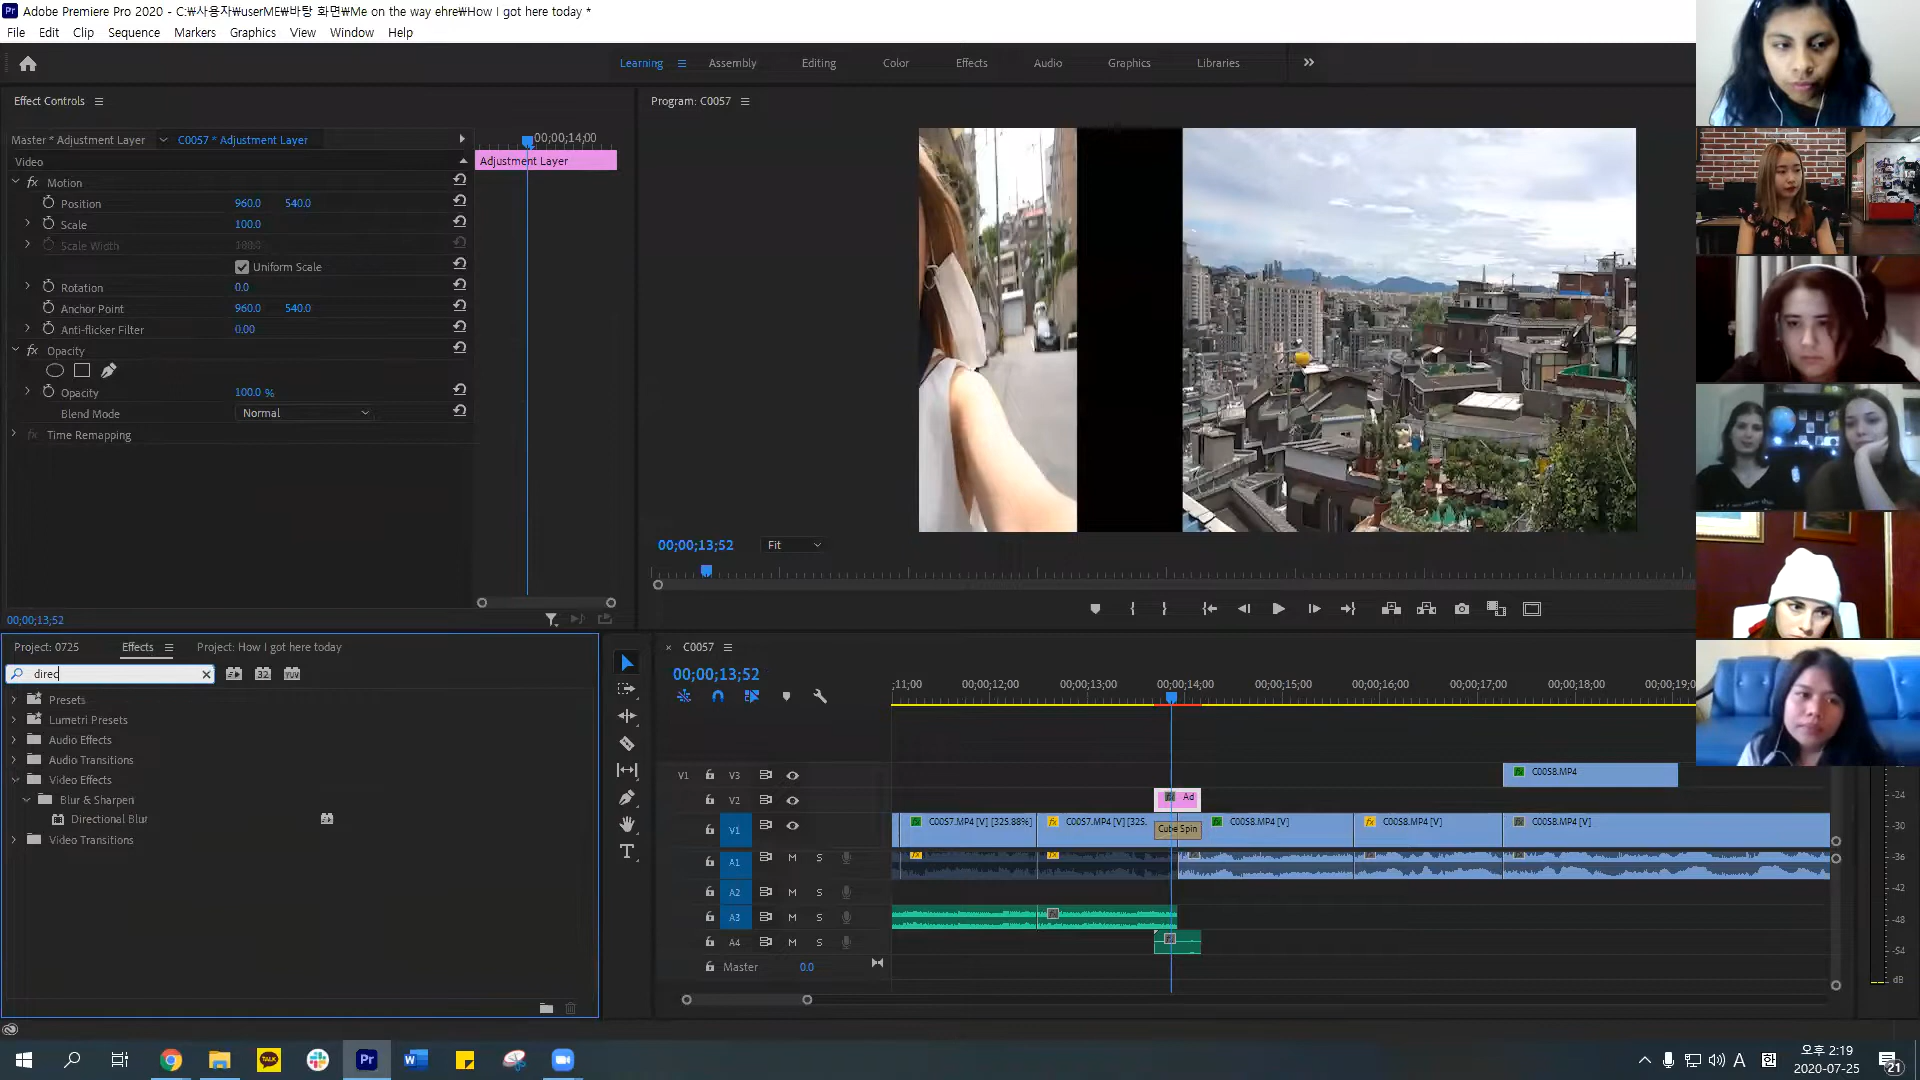 Adobe Premiere Pro 2020 - C:₩사용자₩userME₩바탕 화면₩Me on the way ehre₩How I got here today *
File Edit Clip Sequence Markers Graphics View Window Help
Learning Assembly Editing Color Effects Audio Graphics Libraries
Effect Controls
Program: C0057
Master * Adjustment Layer C0057 * Adjustment Layer
00;00;14;00
Video
Adjustment Layer
fx Motion
Position 960.0 540.0
Scale 100.0
Scale Width 100.0
Uniform Scale
Rotation 0.0
Anchor Point 960.0 540.0
Anti-flicker Filter 0.00
fx Opacity
Opacity 100.0 %
Blend Mode Normal
fx Time Remapping
00;00;13;52 Fit
00;00;13;52
Project: 0725 Effects Project: How I got here today
direc 32 YUV
Presets
Lumetri Presets
Audio Effects
Audio Transitions
Video Effects
Blur & Sharpen
Directional Blur
Video Transitions
C0057
00;00;13;52
;11;00 00;00;12;00 00;00;13;00 00;00;14;00 00;00;15;00 00;00;16;00 00;00;17;00 00;00;18;00 00;00;19;0
V1 V3 C0058.MP4
V2 Ad
V1 C0057.MP4 [V] [325.88%] C0057.MP4 [V] [325. Cube Spin C0058.MP4 [V] C0058.MP4 [V] C0058.MP4 [V]
A1 M S
A2 M S
A3 M S
A4 M S
Master 0.0
-24
-30
-36
-42
-48
-54
dB
TALK Pr W A 오후 2:19
2020-07-25
21